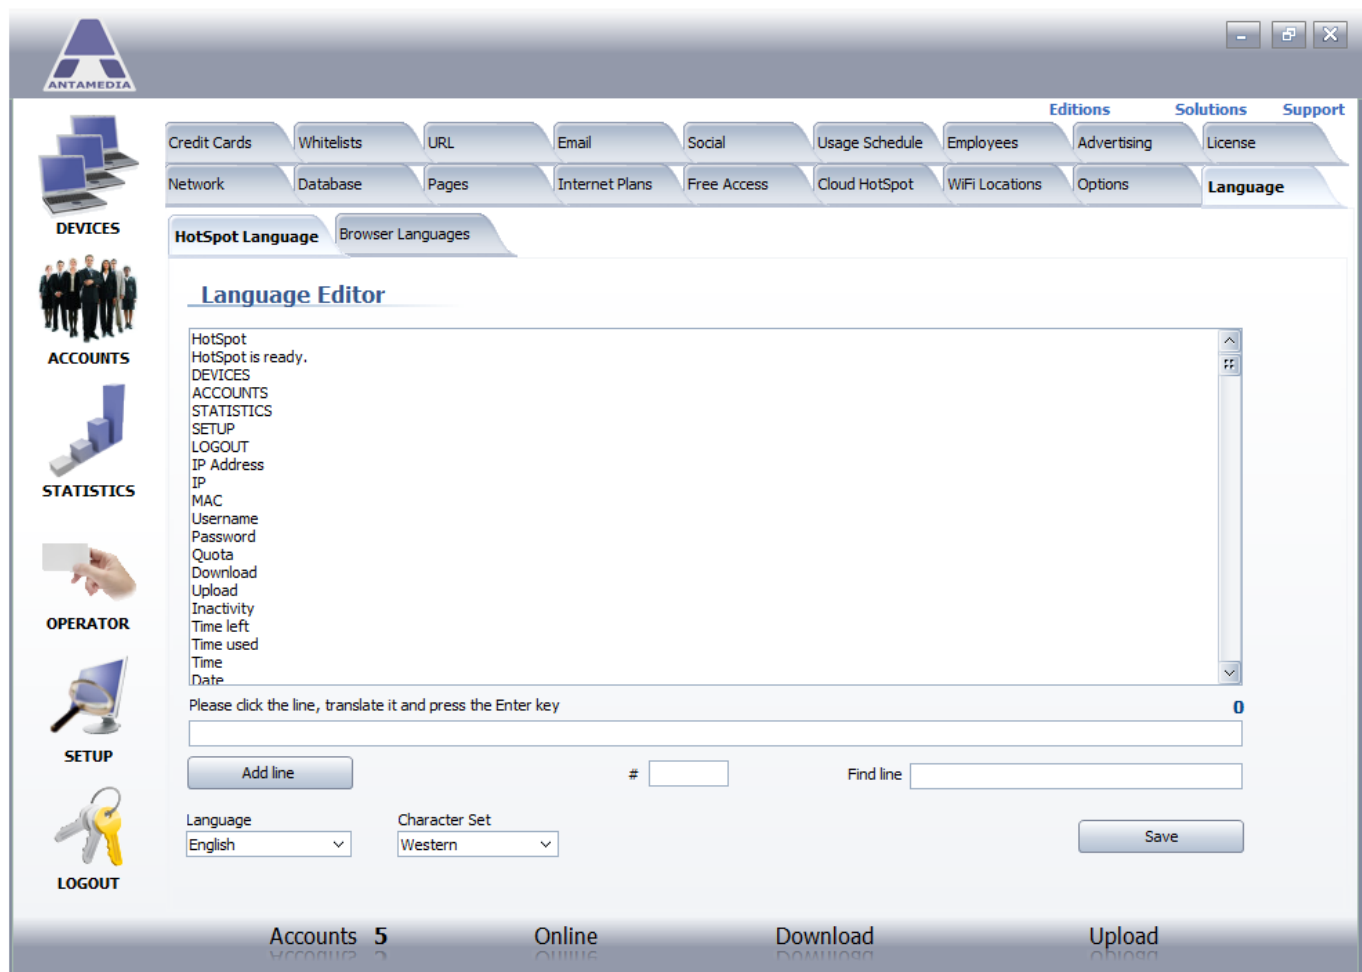 ANTAMEDIA
Editions Solutions Support
Credit Cards Whitelists URL Email Social Usage Schedule Employees Advertising License
Network Database Pages Internet Plans Free Access Cloud HotSpot WiFi Locations Options Language
HotSpot Language Browser Languages
DEVICES
ACCOUNTS
STATISTICS
OPERATOR
SETUP
LOGOUT
Language Editor
HotSpot
HotSpot is ready.
DEVICES
ACCOUNTS
STATISTICS
SETUP
LOGOUT
IP Address
IP
MAC
Username
Password
Quota
Download
Upload
Inactivity
Time left
Time used
Time
Date
Please click the line, translate it and press the Enter key 0
Add line # Find line
Language Character Set
English Western Save
Accounts 5 Online Download Upload